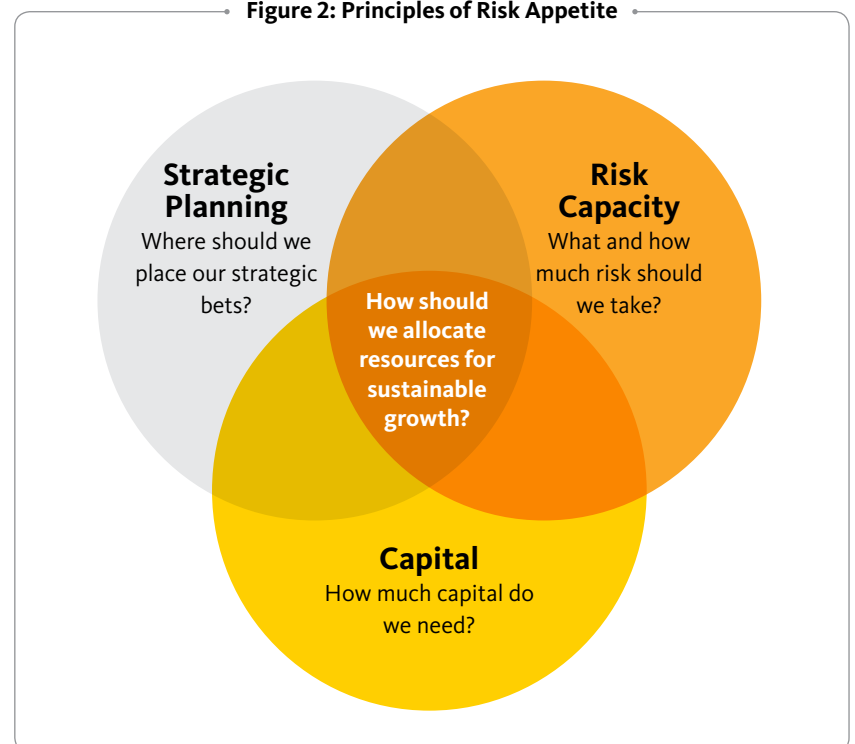 Figure 2: Principles of Risk Appetite
Strategic
Planning
Where should we
place our strategic
bets?
Risk
Capacity
What and how
much risk should
we take?
How should
we allocate
resources for
sustainable
growth?
Capital
How much capital do
we need?